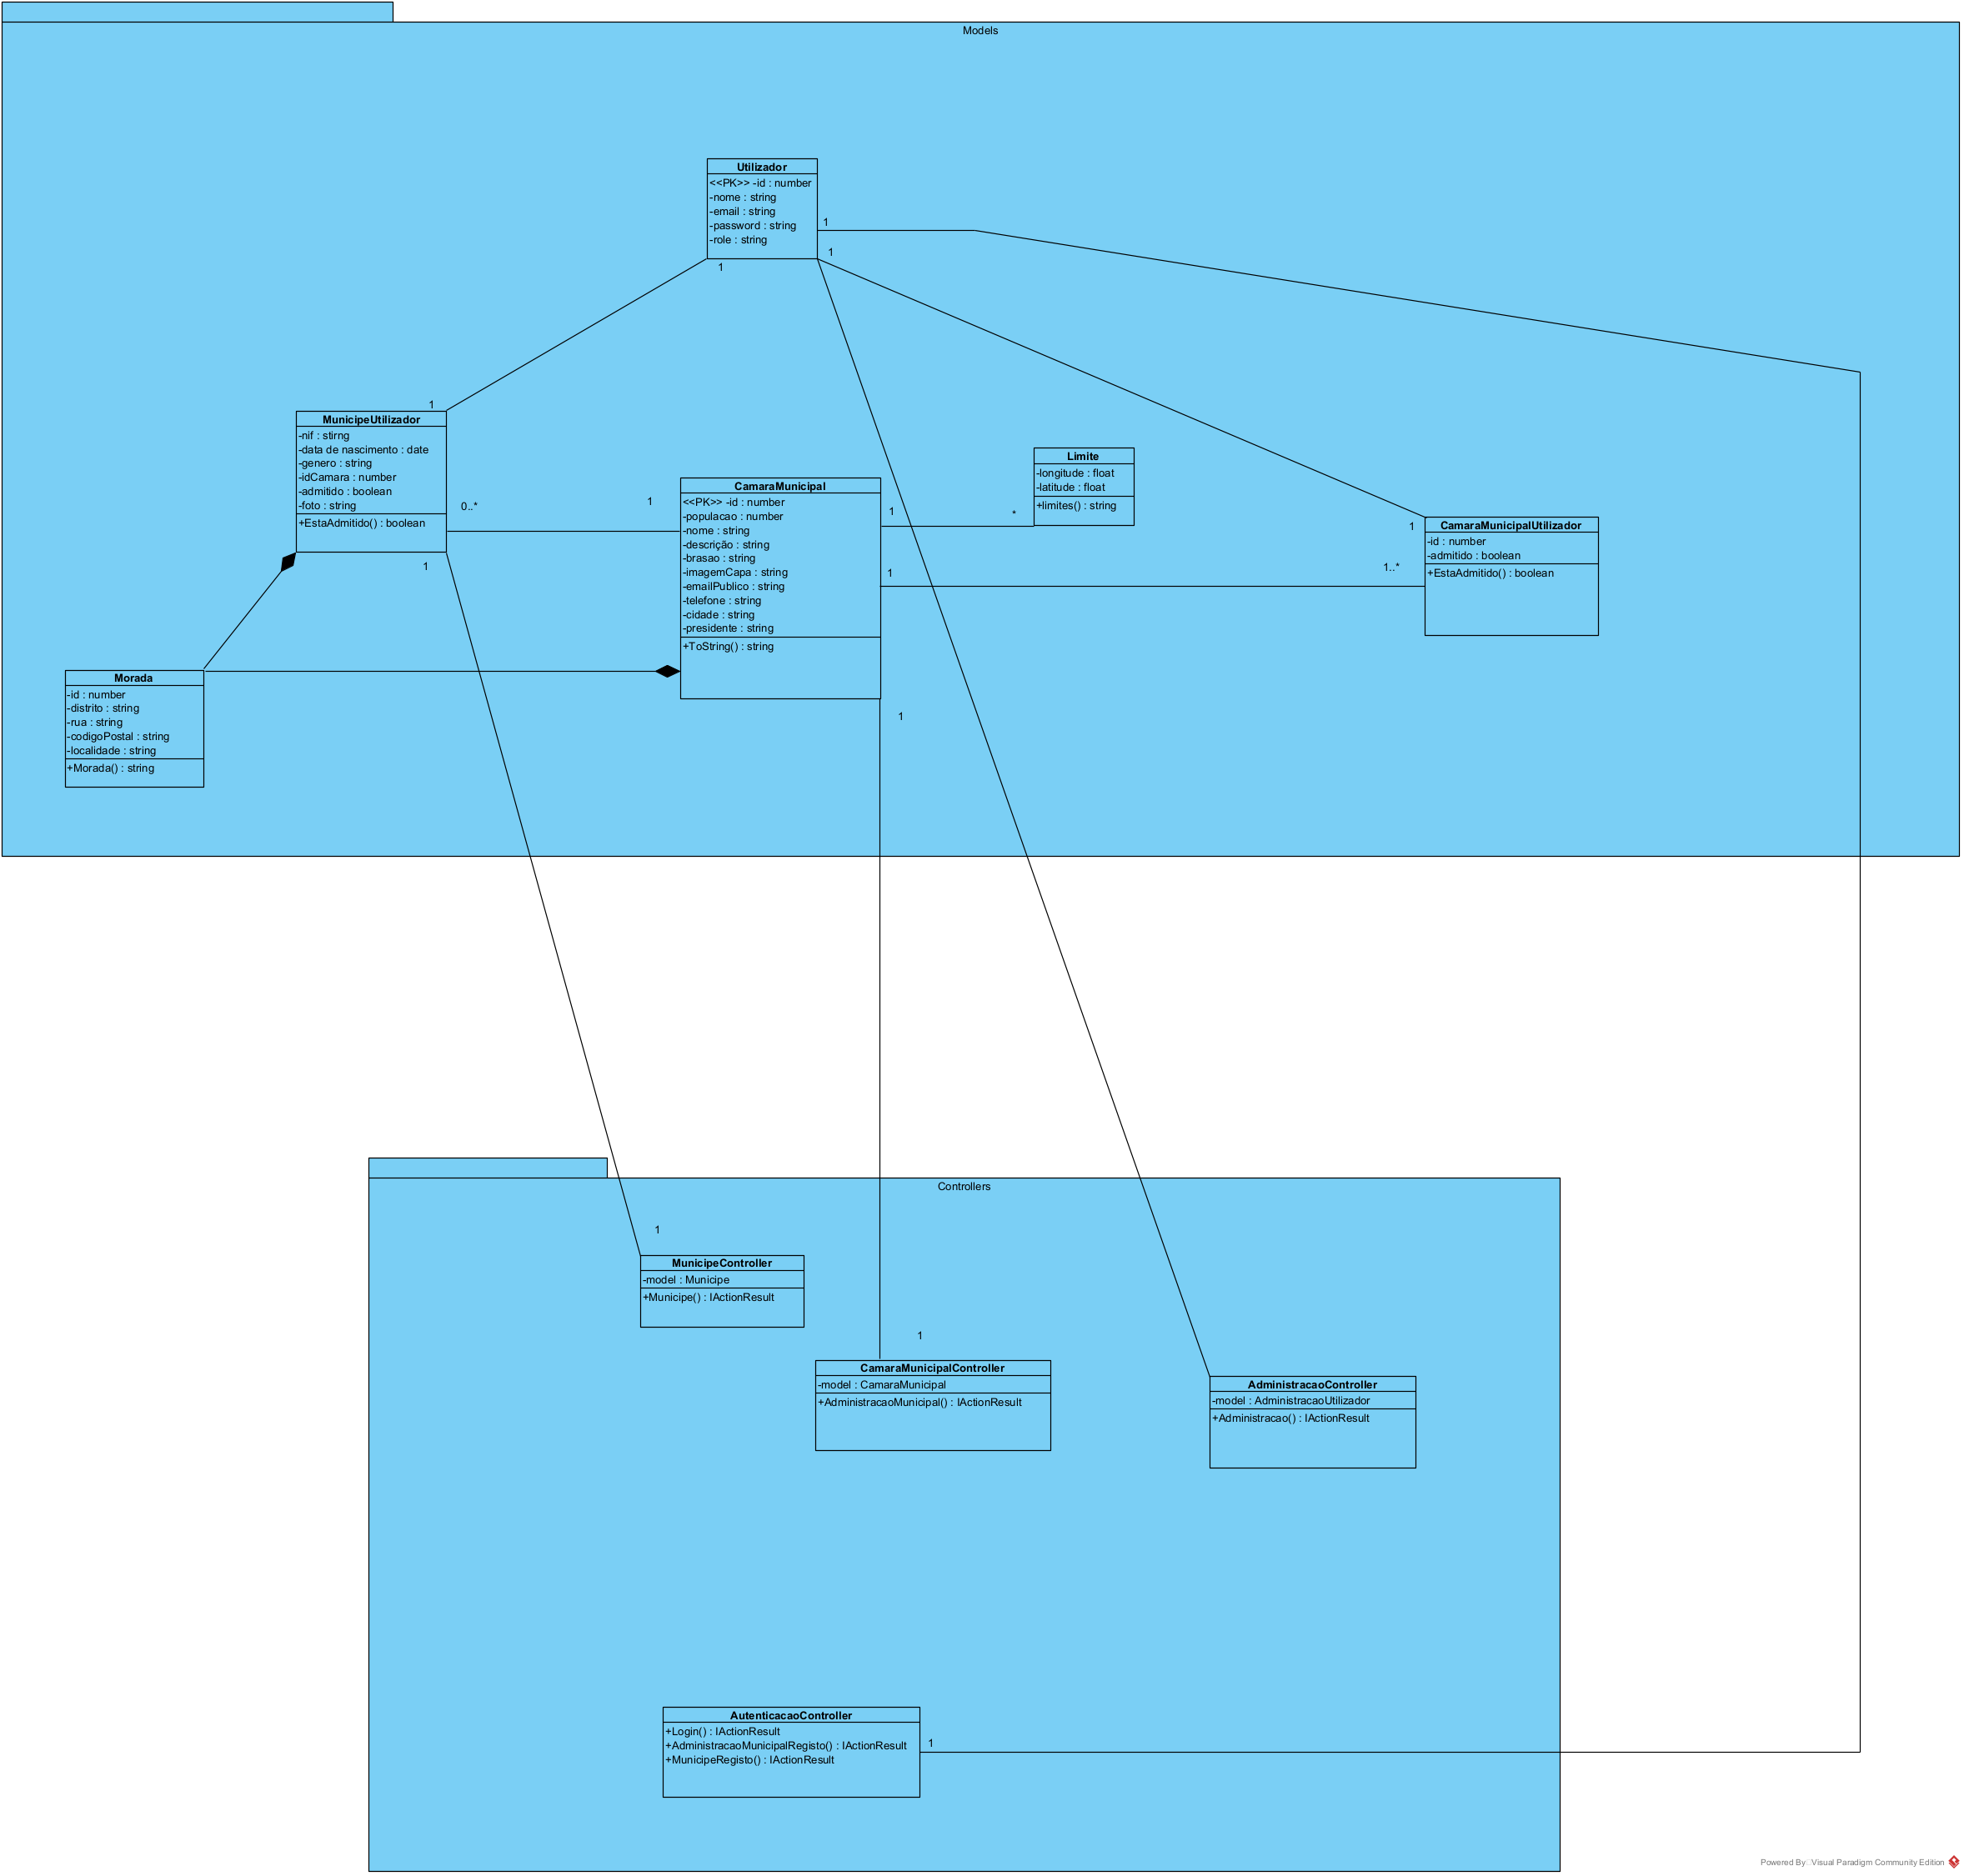 Models
Utilizador
<<PK>> -id : number
-nome : string
-email : string
-password : string
-role : string
1
1
1
1
MunicipeUtilizador
-nif : stirng
-data de nascimento : date
-genero : string
-idCamara : number
-admitido : boolean
-foto : string
+EstaAdmitido() : boolean
0..*
1
1
CamaraMunicipal
<<PK>> -id : number
-populacao : number
-nome : string
-descrição : string
-brasao : string
-imagemCapa : string
-emailPublico : string
-telefone : string
-cidade : string
-presidente : string
+ToString() : string
1
*
1
1..*
1
Limite
-longitude : float
-latitude : float
+limites() : string
1
CamaraMunicipalUtilizador
-id : number
-admitido : boolean
+EstaAdmitido() : boolean
Morada
-id : number
-distrito : string
-rua : string
-codigoPostal : string
-localidade : string
+Morada() : string
Controllers
1
MunicipeController
-model : Municipe
+Municipe() : IActionResult
1
CamaraMunicipalController
-model : CamaraMunicipal
+AdministracaoMunicipal() : IActionResult
AdministracaoController
-model : AdministracaoUtilizador
+Administracao() : IActionResult
AutenticacaoController
+Login() : IActionResult
+AdministracaoMunicipalRegisto() : IActionResult
+MunicipeRegisto() : IActionResult
1
Powered By Visual Paradigm Community Edition